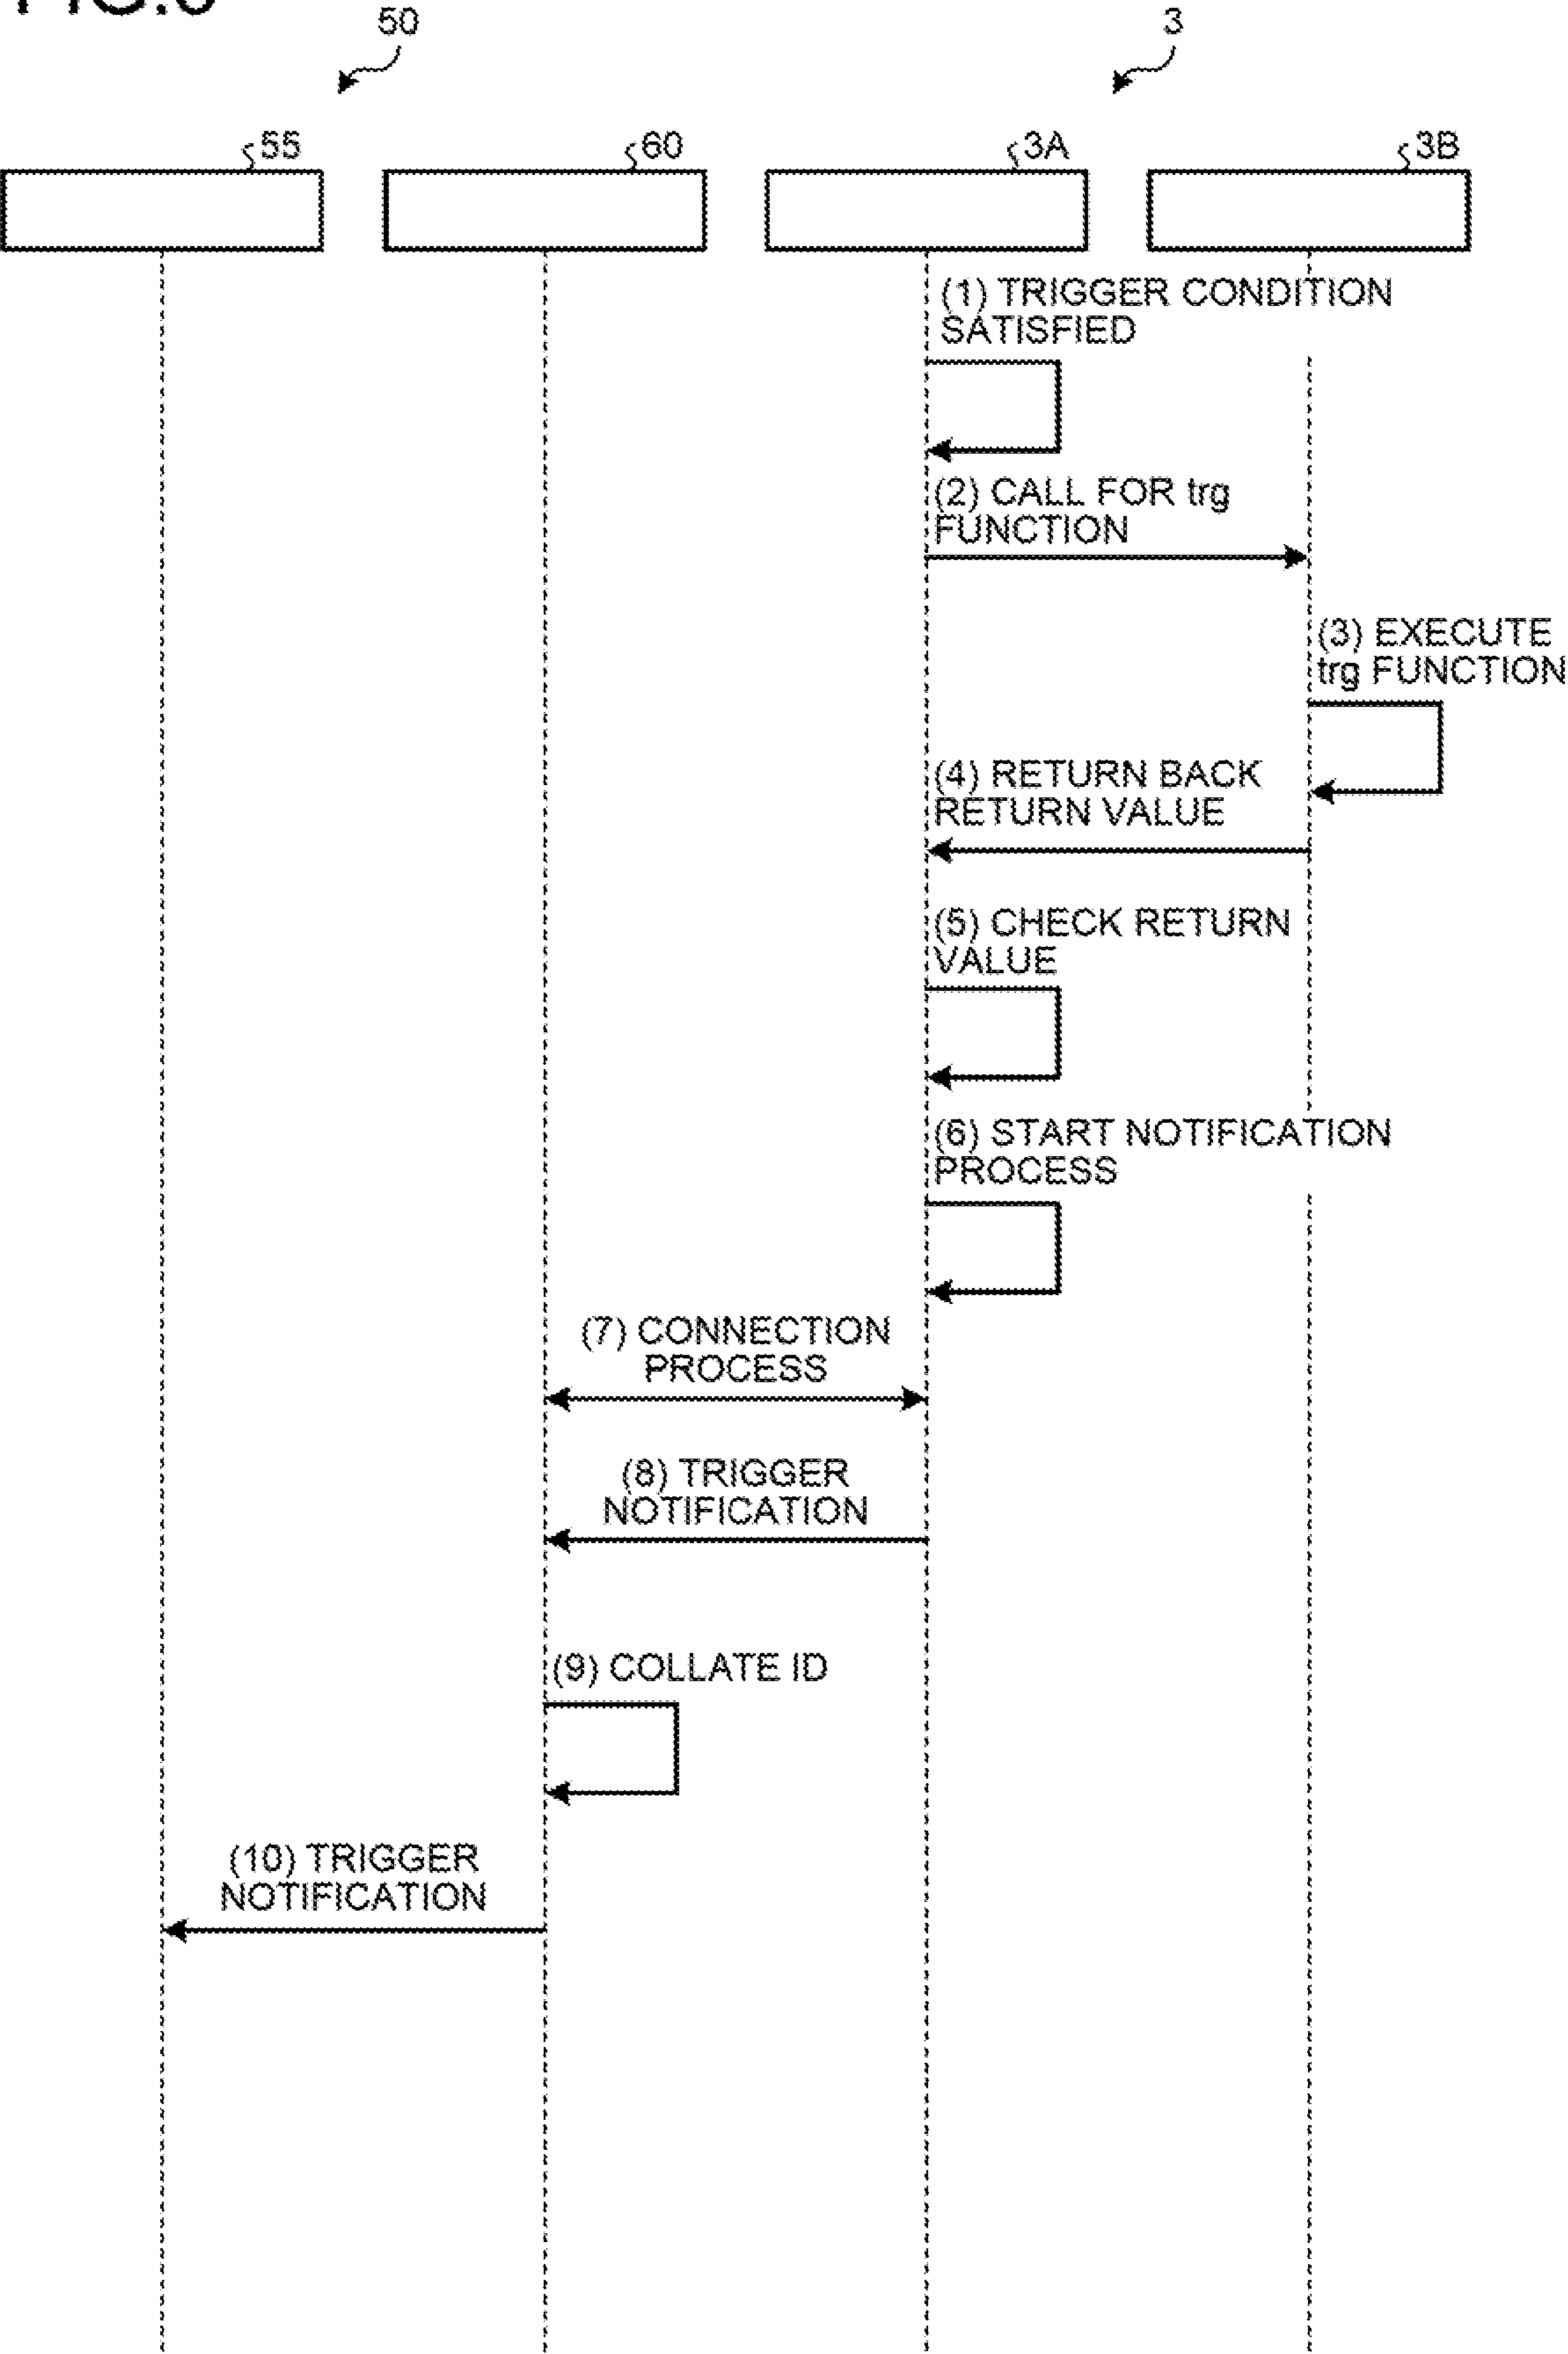 50
3
55
60
3A
3B
(1) TRIGGER CONDITION
SATISFIED
(2) CALL FOR trg
FUNCTION
(3) EXECUTE
trg FUNCTION
(4) RETURN BACK
RETURN VALUE
(5) CHECK RETURN
VALUE
(6) START NOTIFICATION
PROCESS
(7) CONNECTION
PROCESS
(8) TRIGGER
NOTIFICATION
(9) COLLATE ID
(10) TRIGGER
NOTIFICATION